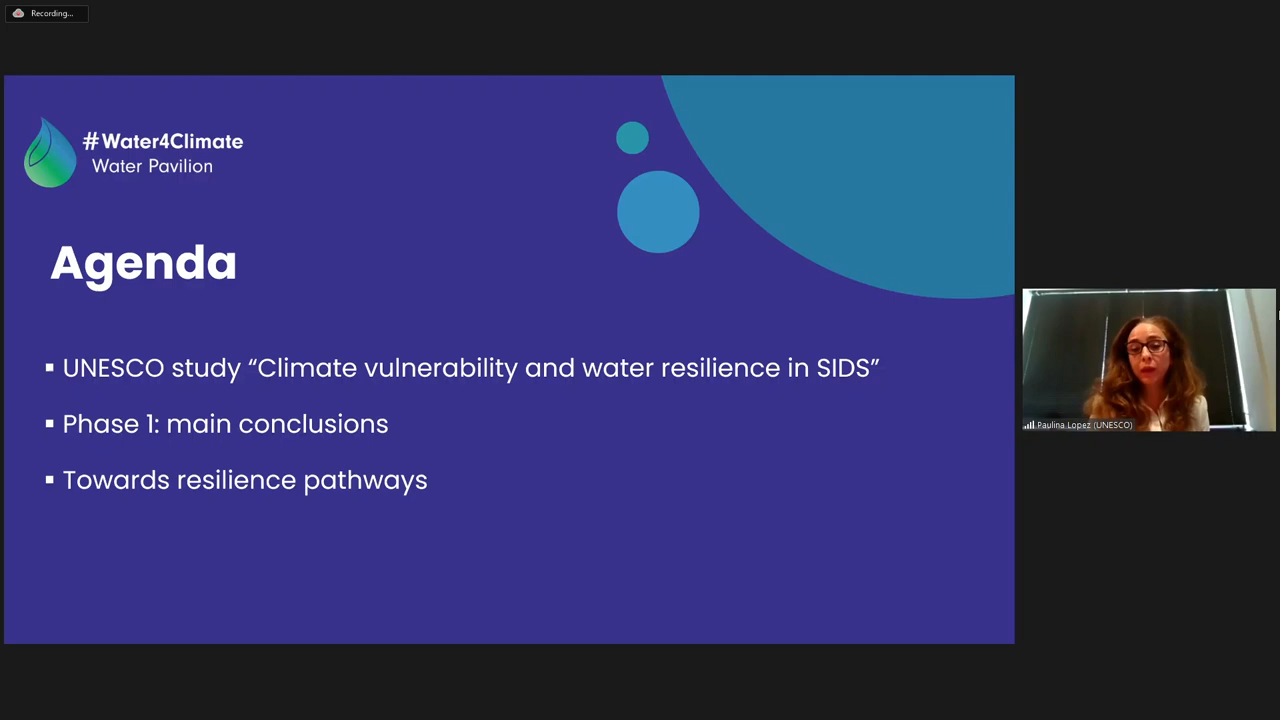 Recording...
#Water4Climate
Water Pavilion
Agenda
▪ UNESCO study “Climate vulnerability and water resilience in SIDS”
▪ Phase 1: main conclusions
▪ Towards resilience pathways
Paulina Lopez (UNESCO)